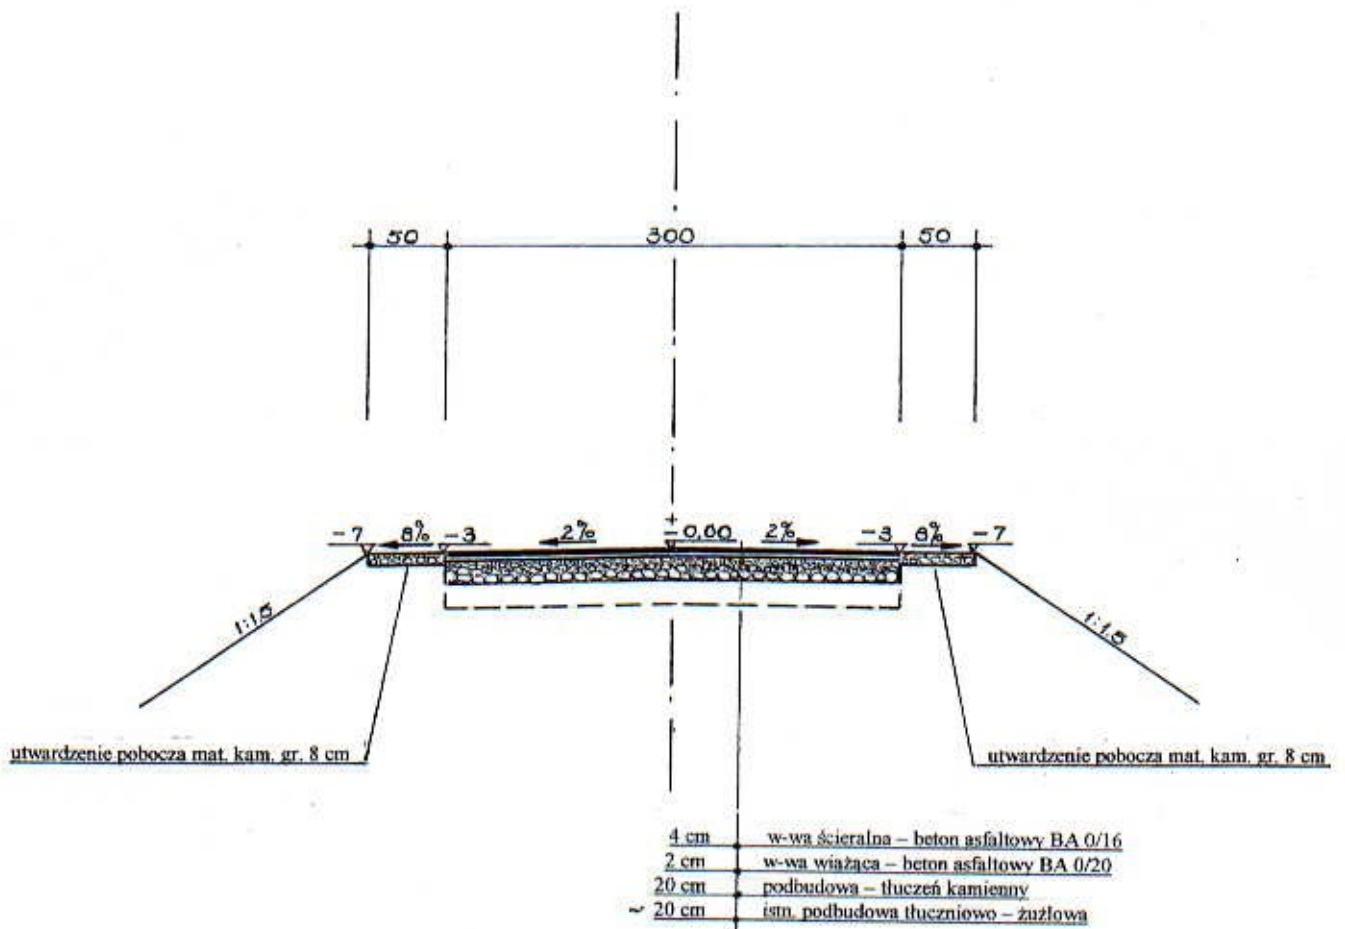 50 300 50
-7 8% -3 2% ±0,00 2% -3 8% -7
1:1,5 1:1,5
utwardzenie pobocza mat. kam. gr. 8 cm
utwardzenie pobocza mat. kam. gr. 8 cm
4 cm w-wa ścieralna – beton asfaltowy BA 0/16
2 cm w-wa wiążąca – beton asfaltowy BA 0/20
20 cm podbudowa – tłuczeń kamienny
~ 20 cm istn. podbudowa tłuczniowo – żużlowa